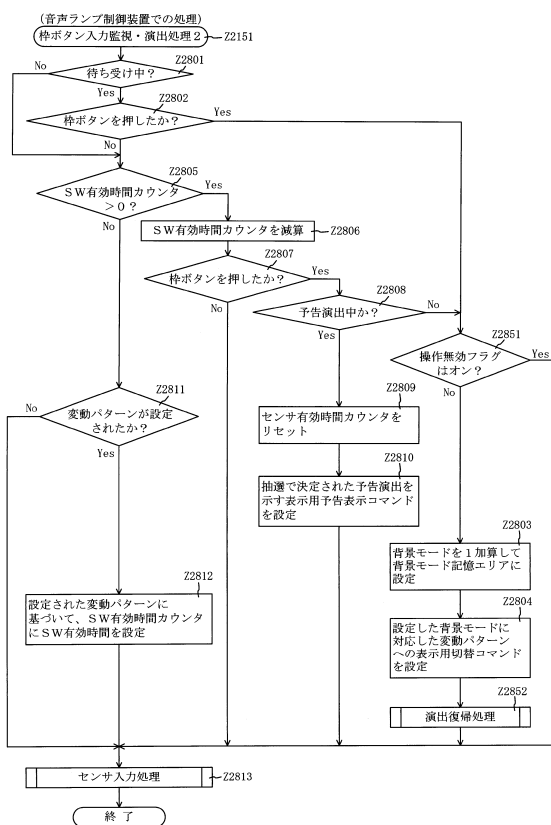 (音声ランプ制御装置での処理)
枠ボタン入力監視・演出処理2
Z2151
Z2801
待ち受け中?
No
Yes
Z2802
枠ボタンを押したか?
Yes
No
Z2805
SW有効時間カウンタ
>0?
Yes
No
SW有効時間カウンタを減算
Z2806
Z2807
枠ボタンを押したか?
Yes
No
Z2808
予告演出中か?
No
Yes
Z2851
操作無効フラグ
はオン?
Yes
No
Z2811
変動パターンが設定
されたか?
No
Yes
Z2809
センサ有効時間カウンタを
リセット
Z2810
抽選で決定された予告演出を
示す表示用予告表示コマンド
を設定
Z2803
背景モードを1加算して
背景モード記憶エリアに
設定
Z2812
設定された変動パターンに
基づいて、SW有効時間カウンタ
にSW有効時間を設定
Z2804
設定した背景モードに
対応した変動パターン
への表示用切替コマンド
を設定
Z2852
演出復帰処理
センサ入力処理
Z2813
終了